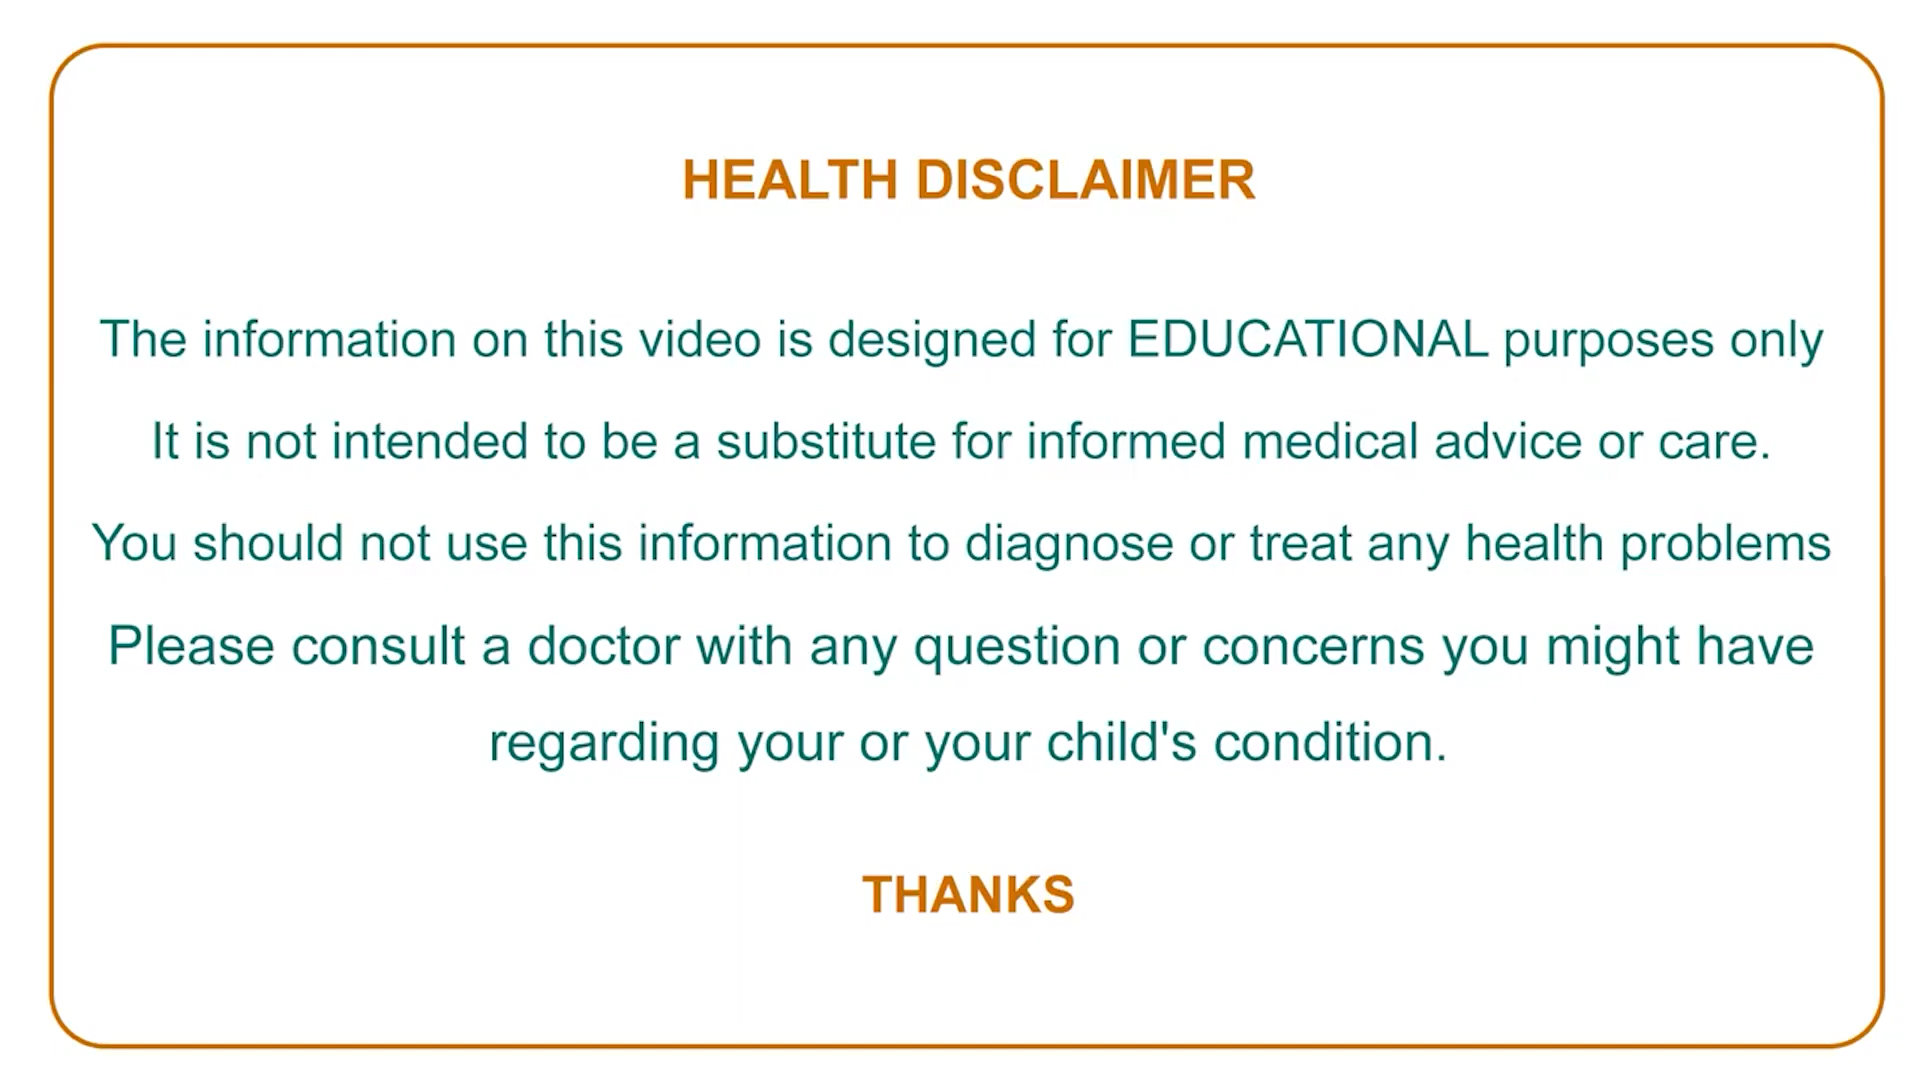 HEALTH DISCLAIMER
The information on this video is designed for EDUCATIONAL purposes only
It is not intended to be a substitute for informed medical advice or care.
You should not use this information to diagnose or treat any health problems
Please consult a doctor with any question or concerns you might have
regarding your or your child's condition.
THANKS